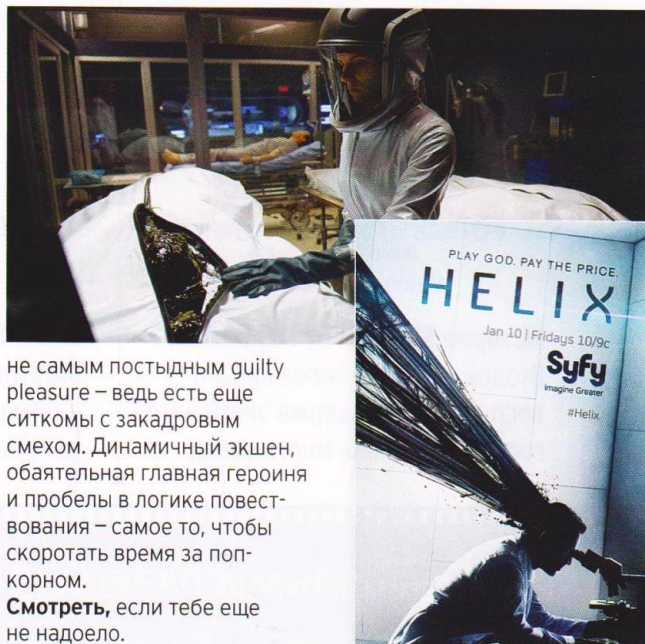 PLAY GOD. PAY THE PRICE.
HELIX
Jan 10 | Fridays 10/9c
Syfy
Imagine Greater
#Helix
не самым постыдным guilty
pleasure – ведь есть еще
ситкомы с закадровым
смехом. Динамичный экшен,
обаятельная главная героиня
и пробелы в логике повест-
вования – самое то, чтобы
скоротать время за поп-
корном.
Смотреть, если тебе еще
не надоело.